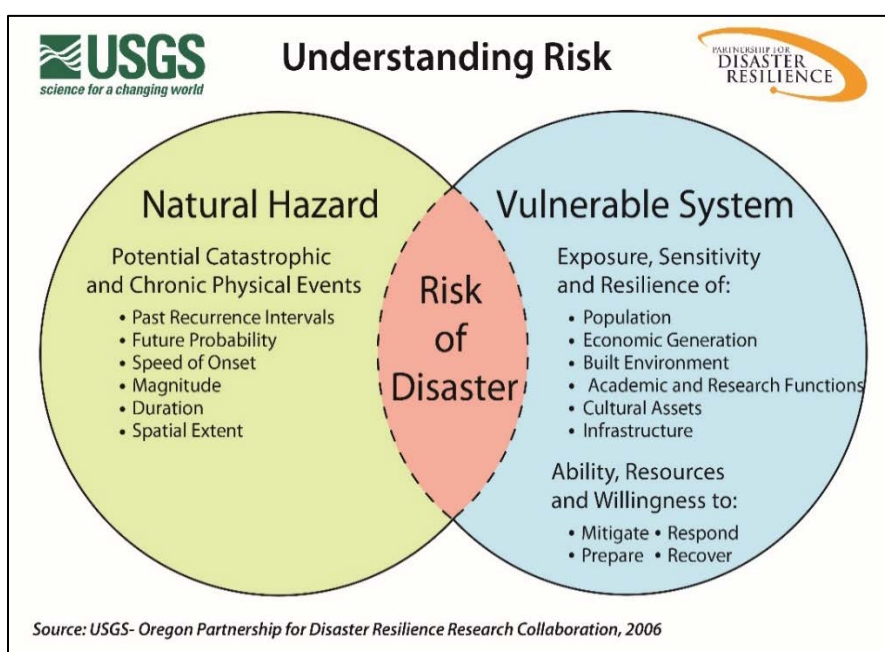 USGS
science for a changing world
Understanding Risk
PARTNERSHIP FOR
DISASTER
RESILIENCE
Natural Hazard
Potential Catastrophic
and Chronic Physical Events
• Past Recurrence Intervals
• Future Probability
• Speed of Onset
• Magnitude
• Duration
• Spatial Extent
Risk
of
Disaster
Vulnerable System
Exposure, Sensitivity
and Resilience of:
• Population
• Economic Generation
• Built Environment
• Academic and Research Functions
• Cultural Assets
• Infrastructure
Ability, Resources
and Willingness to:
• Mitigate • Respond
• Prepare • Recover
Source: USGS- Oregon Partnership for Disaster Resilience Research Collaboration, 2006